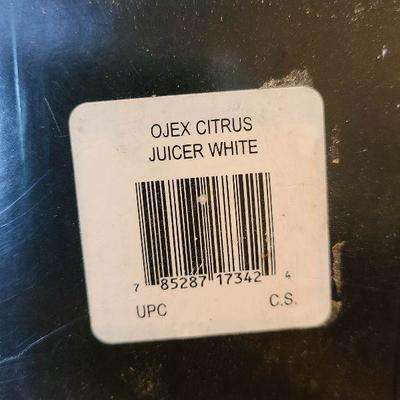 OJEX CITRUS
JUICER WHITE
7 85287 17342 4
UPC C.S.